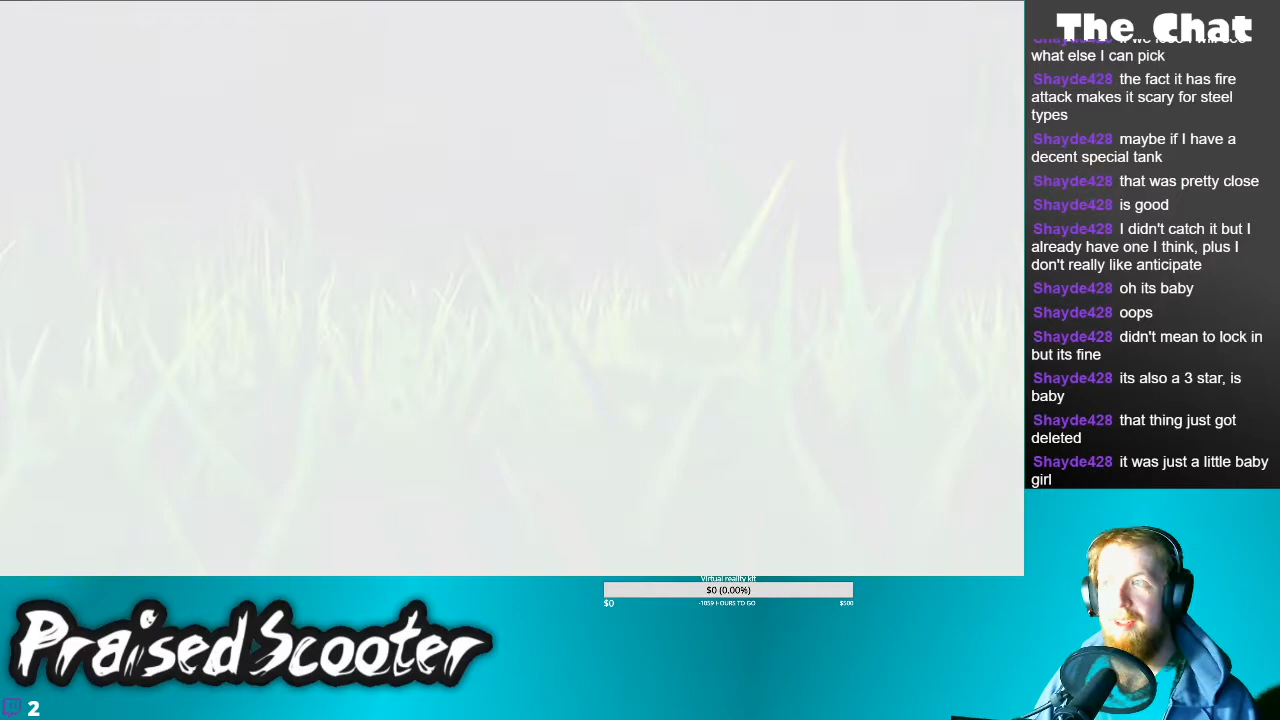 The Chat
what else I can pick
Shayde428 the fact it has fire
attack makes it scary for steel
types
Shayde428 maybe if I have a
decent special tank
Shayde428 that was pretty close
Shayde428 is good
Shayde428 I didn't catch it but I
already have one I think, plus I
don't really like anticipate
Shayde428 oh its baby
Shayde428 oops
Shayde428 didn't mean to lock in
but its fine
Shayde428 its also a 3 star, is
baby
Shayde428 that thing just got
deleted
Shayde428 it was just a little baby
girl
Virtual reality kit
$0 (0.00%)
$0 -1059 HOURS TO GO $500
PraisedScooter
2